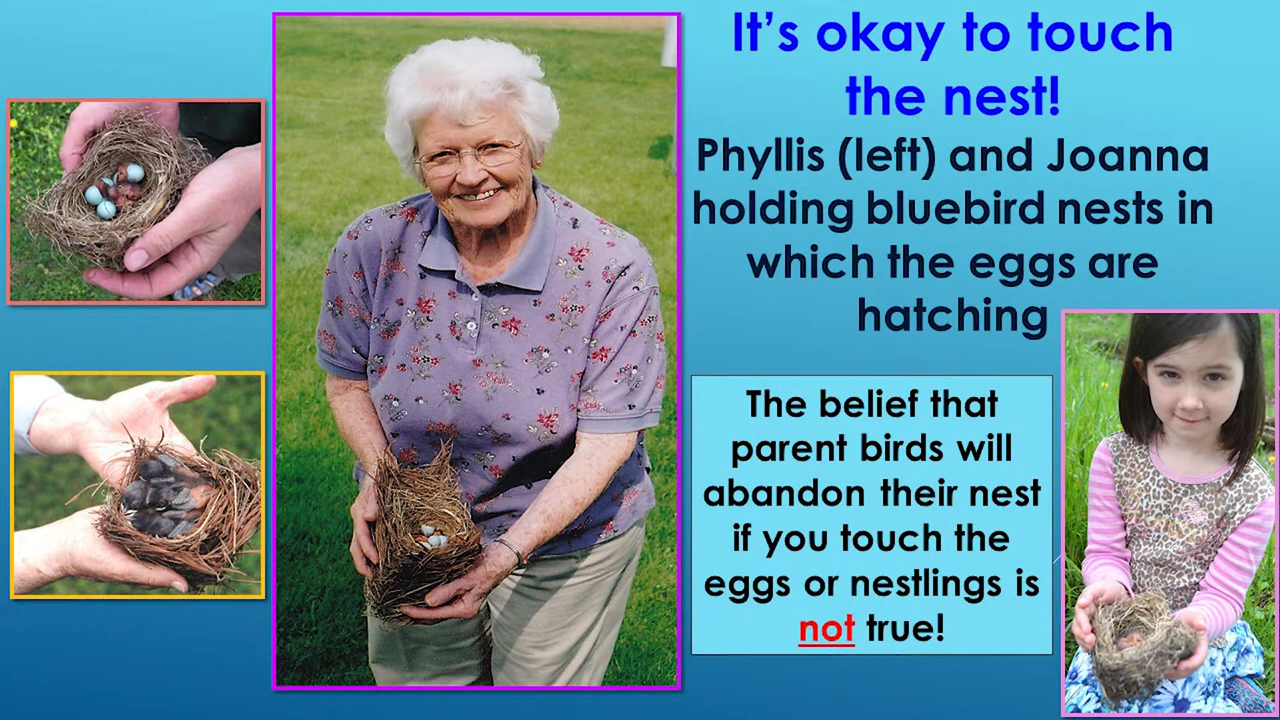 It's okay to touch
the nest!
Phyllis (left) and Joanna
holding bluebird nests in
which the eggs are
hatching
The belief that
parent birds will
abandon their nest
if you touch the
eggs or nestlings is
not true!